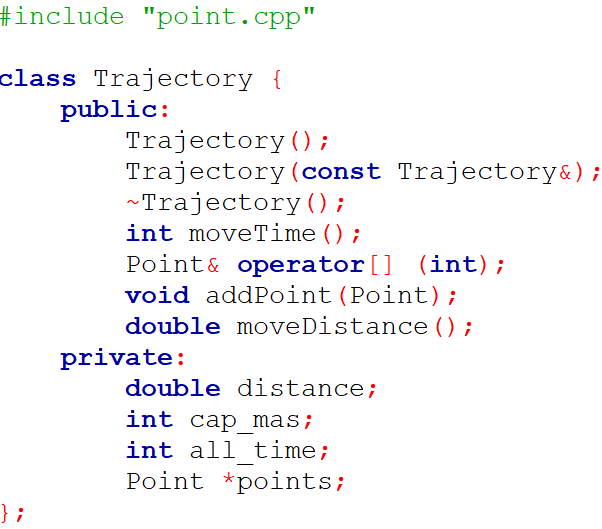 #include "point.cpp"

class Trajectory {
    public:
        Trajectory();
        Trajectory(const Trajectory&);
        ~Trajectory();
        int moveTime();
        Point& operator[] (int);
        void addPoint(Point);
        double moveDistance();
    private:
        double distance;
        int cap_mas;
        int all_time;
        Point *points;
};